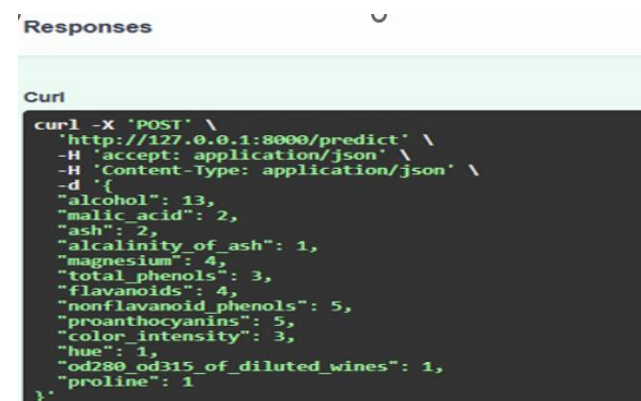 Responses
Curl
curl -X 'POST' \
'http://127.0.0.1:8000/predict' \
-H 'accept: application/json' \
-H 'Content-Type: application/json' \
-d '{
"alcohol": 13,
"malic_acid": 2,
"ash": 2,
"alcalinity_of_ash": 1,
"magnesium": 4,
"total_phenols": 3,
"flavanoids": 4,
"nonflavanoid_phenols": 5,
"proanthocyanins": 5,
"color_intensity": 3,
"hue": 1,
"od280_od315_of_diluted_wines": 1,
"proline": 1
}'